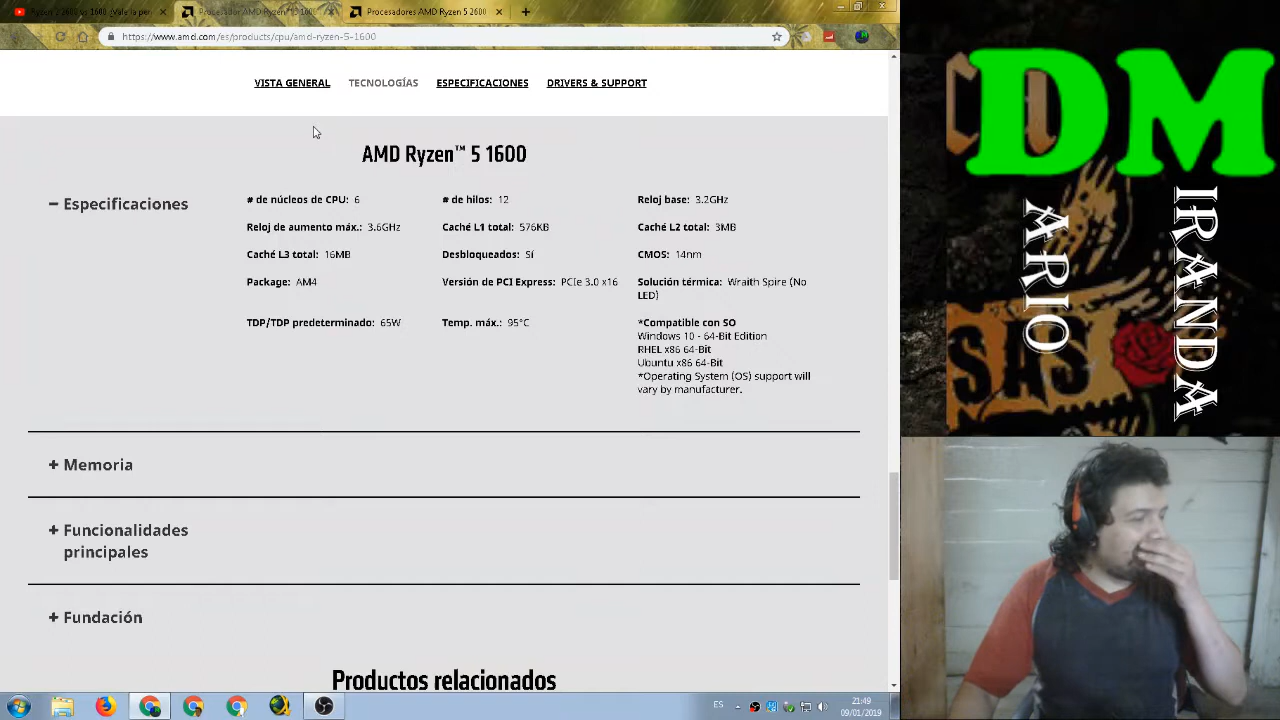 Procesadores AMD Ryzen 5 2600
https://www.amd.com/es/products/cpu/amd-ryzen-5-1600
VISTA GENERAL TECNOLOGÍAS ESPECIFICACIONES DRIVERS & SUPPORT
AMD Ryzen™ 5 1600
− Especificaciones
# de núcleos de CPU: 6 # de hilos: 12 Reloj base: 3.2GHz
Reloj de aumento máx.: 3.6GHz Caché L1 total: 576KB Caché L2 total: 3MB
Caché L3 total: 16MB Desbloqueados: Sí CMOS: 14nm
Package: AM4 Versión de PCI Express: PCIe 3.0 x16 Solución térmica: Wraith Spire (No
LED)
TDP/TDP predeterminado: 65W Temp. máx.: 95°C *Compatible con SO
Windows 10 - 64-Bit Edition
RHEL x86 64-Bit
Ubuntu x86 64-Bit
*Operating System (OS) support will
vary by manufacturer.
+ Memoria
+ Funcionalidades
principales
+ Fundación
Productos relacionados
ES
21:49
09/01/2019
DM
ARIO
IRANDA
SAS